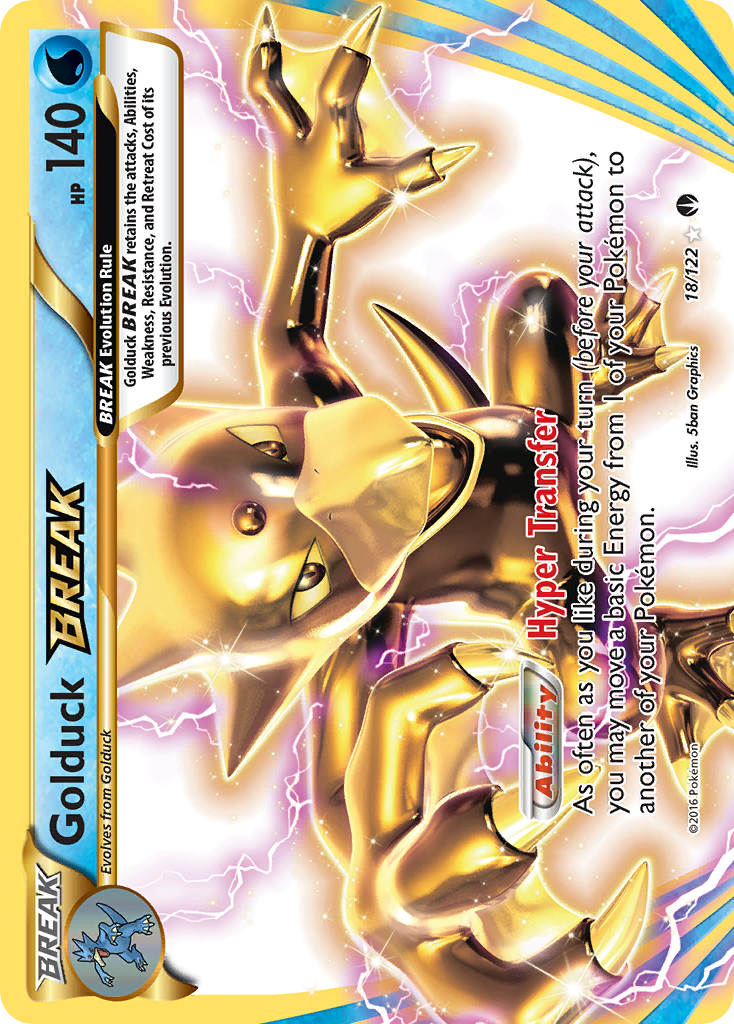 BREAK
Golduck BREAK
HP 140
Evolves from Golduck
BREAK Evolution Rule
Golduck BREAK retains the attacks, Abilities,
Weakness, Resistance, and Retreat Cost of its
previous Evolution.
Ability Hyper Transfer
As often as you like during your turn (before your attack),
you may move a basic Energy from 1 of your Pokémon to
another of your Pokémon.
©2016 Pokémon
Illus. 5ban Graphics
18/122